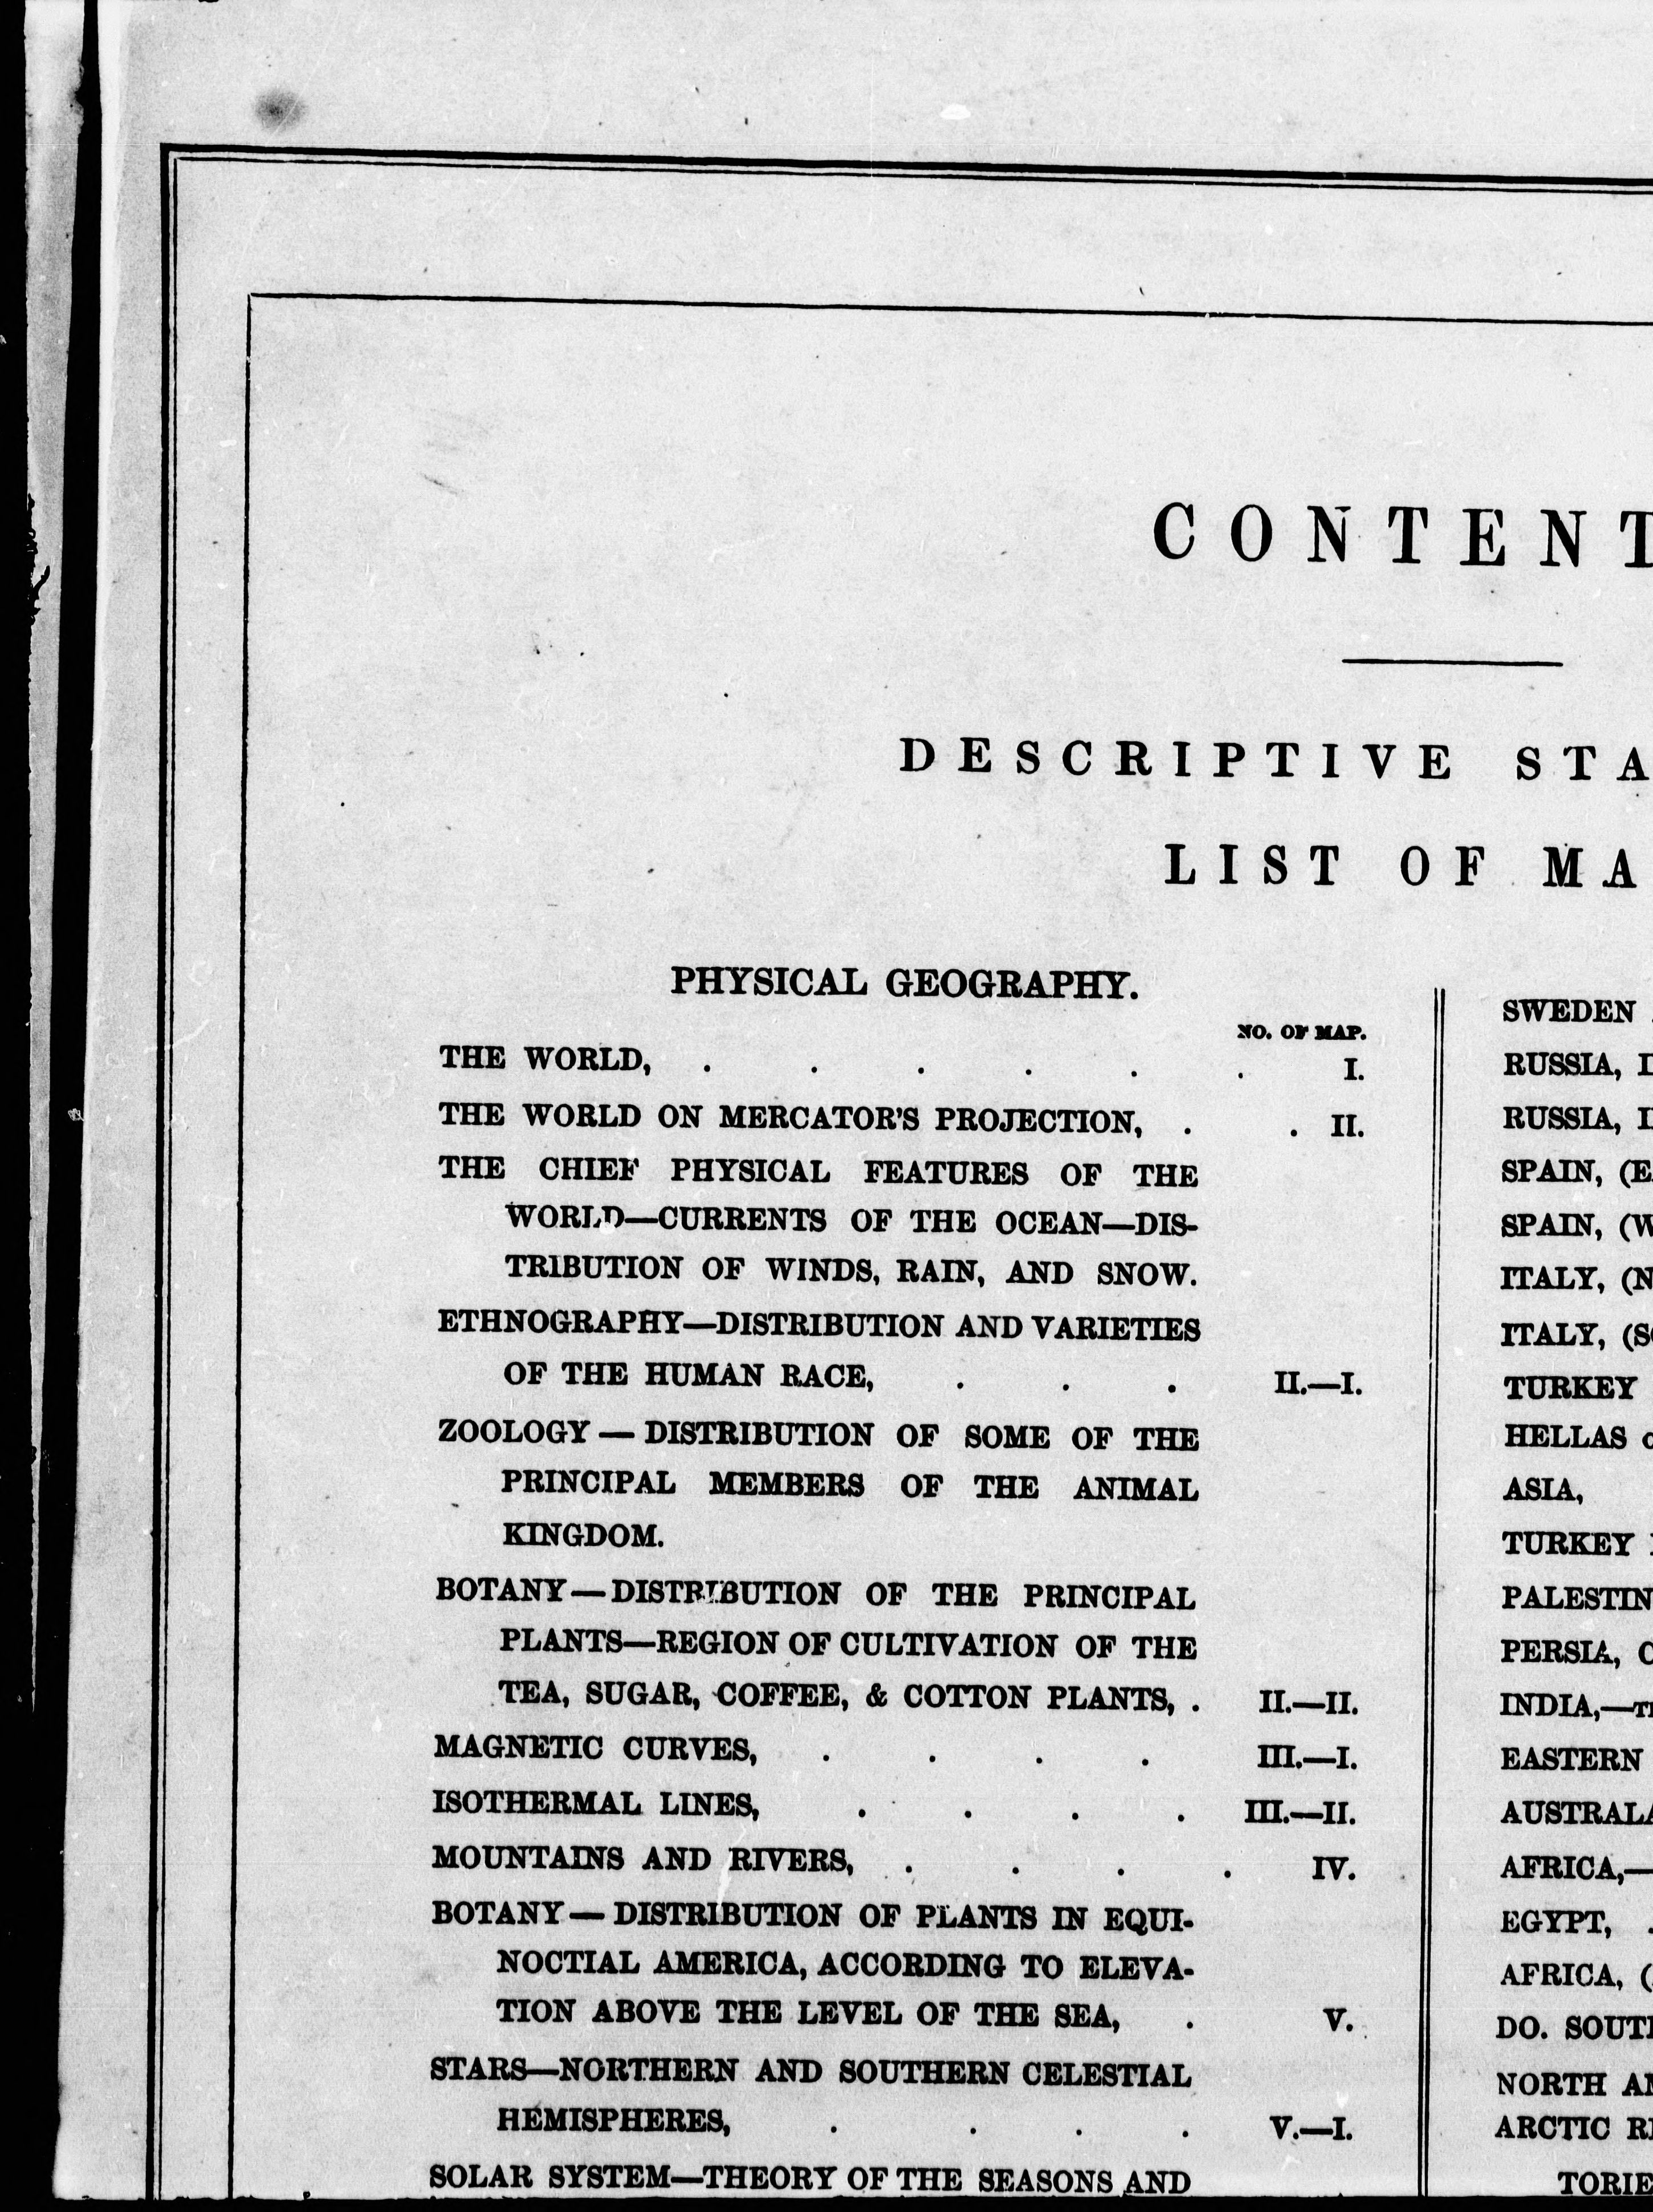 CONTENT
DESCRIPTIVE STA
LIST OF MA
PHYSICAL GEOGRAPHY.
NO. OF MAP.
THE WORLD, . . . . . . I.
THE WORLD ON MERCATOR'S PROJECTION, . . II.
THE CHIEF PHYSICAL FEATURES OF THE
WORLD—CURRENTS OF THE OCEAN—DIS-
TRIBUTION OF WINDS, RAIN, AND SNOW.
ETHNOGRAPHY—DISTRIBUTION AND VARIETIES
OF THE HUMAN RACE, . . . II.—I.
ZOOLOGY — DISTRIBUTION OF SOME OF THE
PRINCIPAL MEMBERS OF THE ANIMAL
KINGDOM.
BOTANY — DISTRIBUTION OF THE PRINCIPAL
PLANTS—REGION OF CULTIVATION OF THE
TEA, SUGAR, COFFEE, & COTTON PLANTS, . II.—II.
MAGNETIC CURVES, . . . . III.—I.
ISOTHERMAL LINES, . . . . III.—II.
MOUNTAINS AND RIVERS, . . . . IV.
BOTANY — DISTRIBUTION OF PLANTS IN EQUI-
NOCTIAL AMERICA, ACCORDING TO ELEVA-
TION ABOVE THE LEVEL OF THE SEA, . V.
STARS—NORTHERN AND SOUTHERN CELESTIAL
HEMISPHERES, . . . . V.—I.
SOLAR SYSTEM—THEORY OF THE SEASONS AND
SWEDEN
RUSSIA,
RUSSIA,
SPAIN, (E
SPAIN, (W
ITALY, (N
ITALY, (S
TURKEY
HELLAS
ASIA,
TURKEY
PALESTIN
PERSIA, C
INDIA,—
EASTERN
AUSTRALA
AFRICA,—
EGYPT, .
AFRICA, (
DO. SOUT
NORTH A
ARCTIC R
TORIE